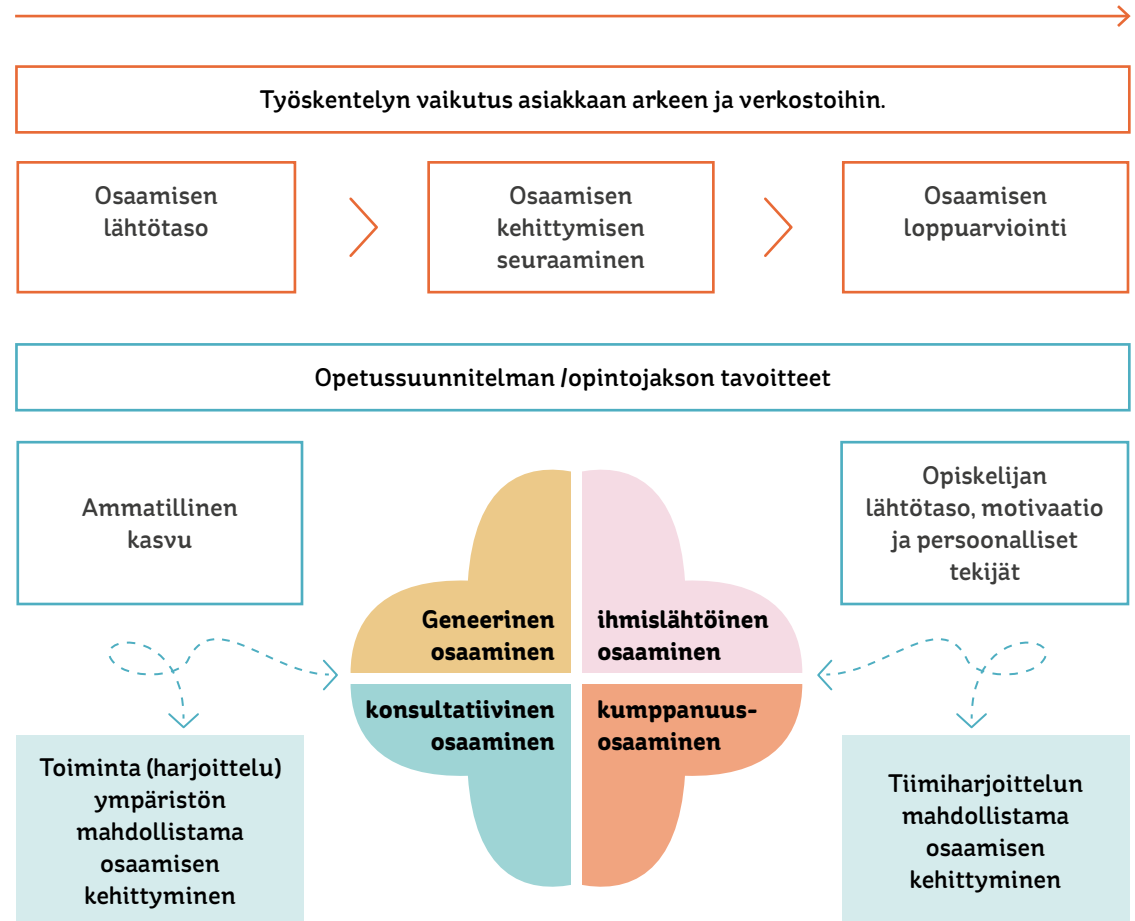 Työskentelyn vaikutus asiakkaan arkeen ja verkostoihin.
Osaamisen
lähtötaso
Osaamisen
kehittymisen
seuraaminen
Osaamisen
loppuarviointi
Opetussuunnitelman /opintojakson tavoitteet
Ammatillinen
kasvu
Opiskelijan
lähtötaso, motivaatio
ja persoonalliset
tekijät
Geneerinen
osaaminen
ihmislähtöinen
osaaminen
konsultatiivinen
osaaminen
kumppanuus-
osaaminen
Toiminta (harjoittelu)
ympäristön
mahdollistama
osaamisen
kehittyminen
Tiimiharjoittelun
mahdollistama
osaamisen
kehittyminen